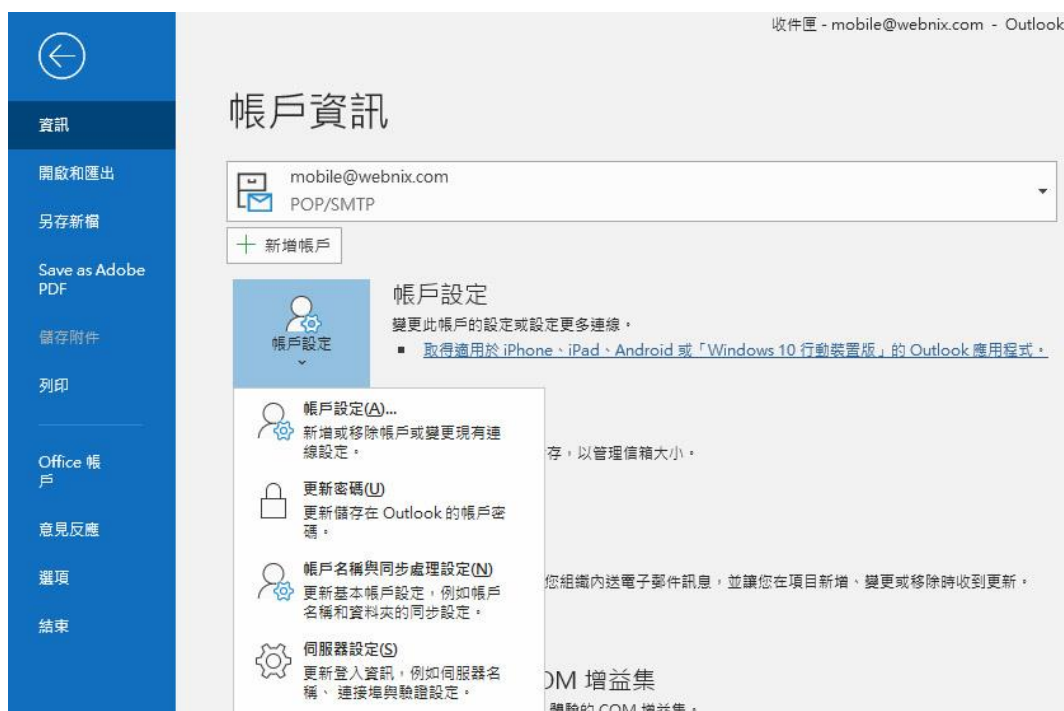 收件匣 - mobile@webnix.com - Outlook
資訊
開啟和匯出
另存新檔
Save as Adobe
PDF
儲存附件
列印
Office 帳
戶
意見反應
選項
結束
帳戶資訊
mobile@webnix.com
POP/SMTP
新增帳戶
帳戶設定
帳戶設定
變更此帳戶的設定或設定更多連線。
取得適用於 iPhone、iPad、Android 或「Windows 10 行動裝置版」的 Outlook 應用程式。
帳戶設定(A)...
新增或移除帳戶或變更現有連
線設定。
更新密碼(U)
更新儲存在 Outlook 的帳戶密
碼。
帳戶名稱與同步處理設定(N)
更新基本帳戶設定，例如帳戶
名稱和資料夾的同步設定。
伺服器設定(S)
更新登入資訊，例如伺服器名
稱、 連接埠與驗證設定。
存，以管理信箱大小。
您組織內送電子郵件訊息，並讓您在項目新增、變更或移除時收到更新。
OM 增益集
體驗的 COM 增益集。